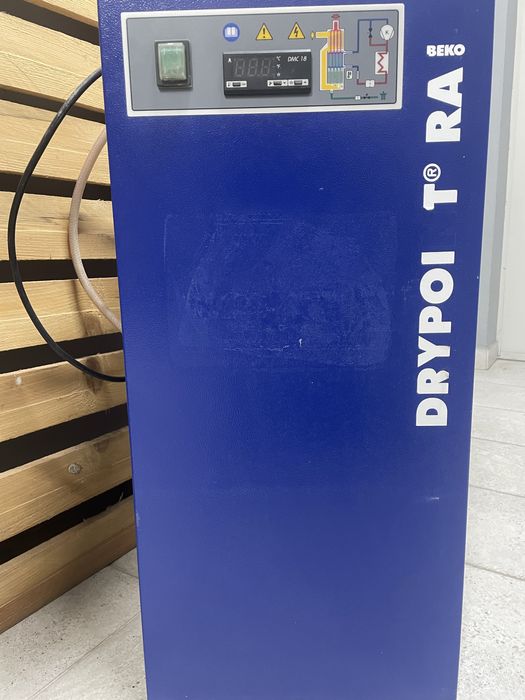 DMC 18
A
°C
°F
BEKO
DRYPOI T® RA